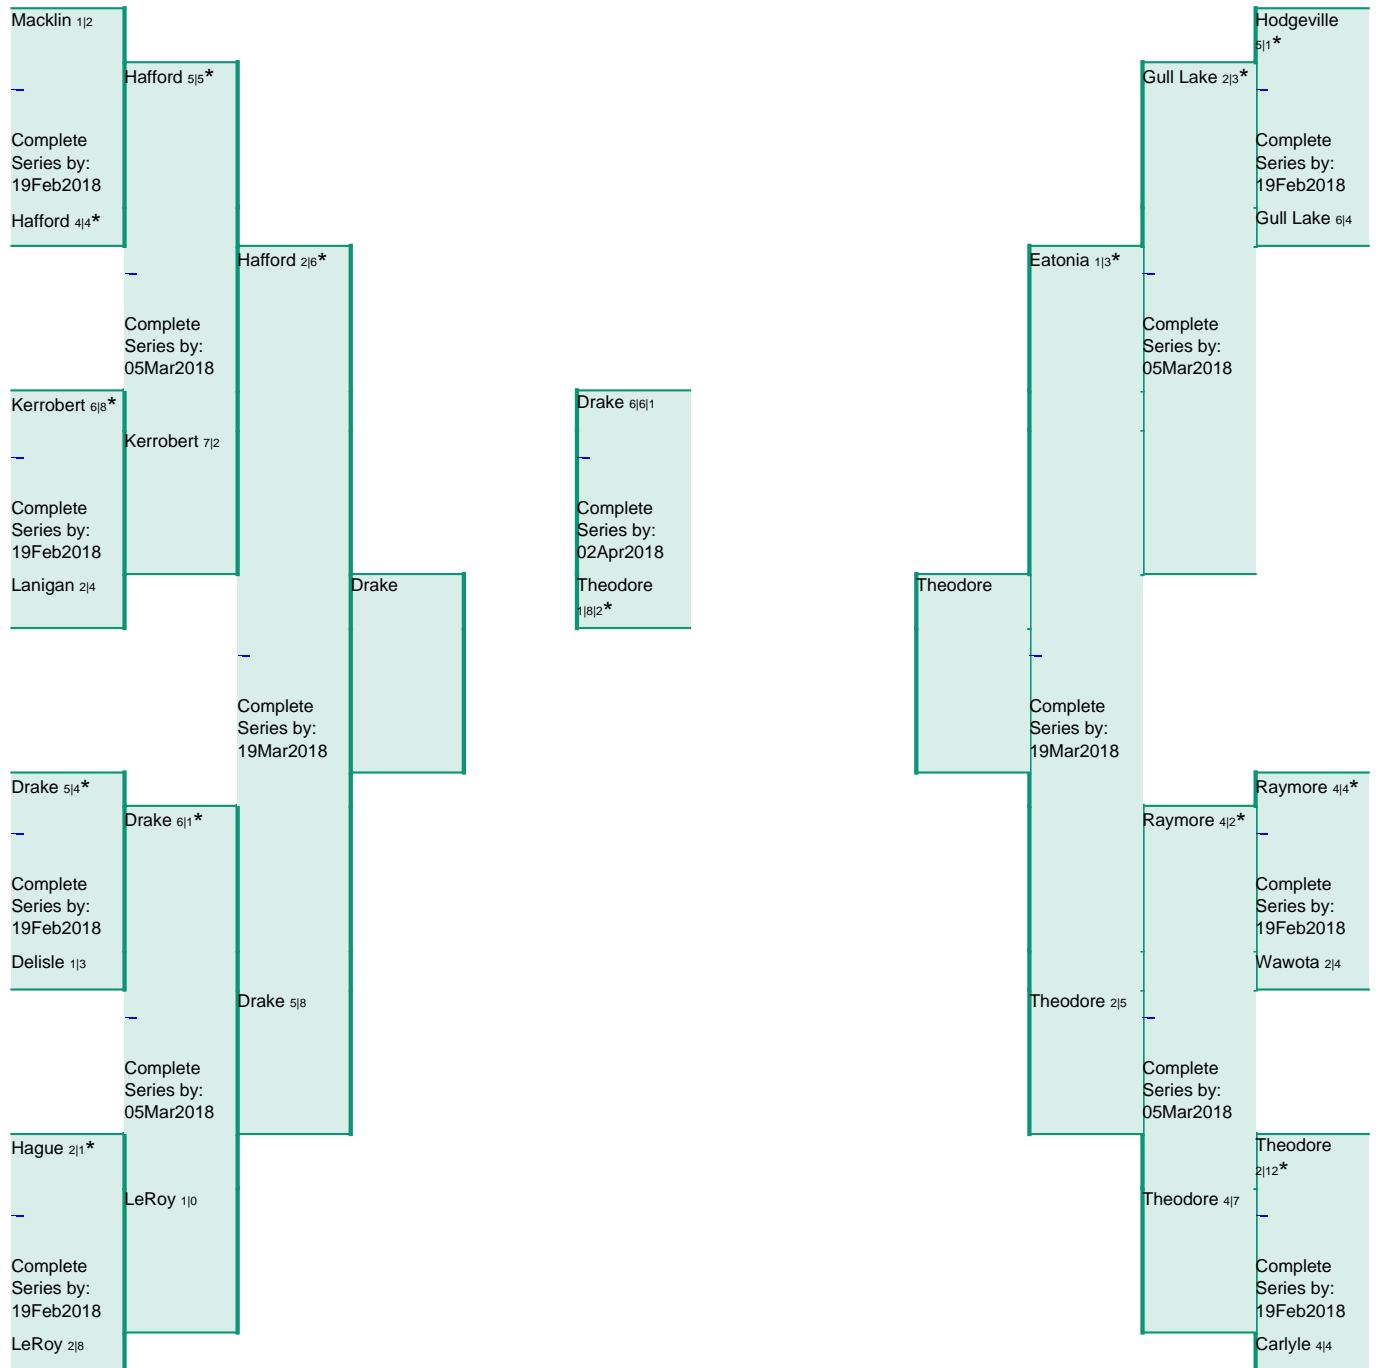 Macklin 1|2
Complete
Series by:
19Feb2018
Hafford 4|4*
Kerrobert 6|8*
Complete
Series by:
19Feb2018
Lanigan 2|4
Drake 5|4*
Complete
Series by:
19Feb2018
Delisle 1|3
Hague 2|1*
Complete
Series by:
19Feb2018
LeRoy 2|8
Hafford 5|5*
Complete
Series by:
05Mar2018
Kerrobert 7|2
Drake 6|1*
Complete
Series by:
05Mar2018
LeRoy 1|0
Hafford 2|6*
Complete
Series by:
19Mar2018
Drake 5|8
Drake
Drake 6|6|1
Complete
Series by:
02Apr2018
Theodore
1|8|2*
Theodore
Eatonia 1|3*
Complete
Series by:
19Mar2018
Theodore 2|5
Gull Lake 2|3*
Complete
Series by:
05Mar2018
Raymore 4|2*
Complete
Series by:
05Mar2018
Theodore 4|7
Hodgeville
5|1*
Complete
Series by:
19Feb2018
Gull Lake 6|4
Raymore 4|4*
Complete
Series by:
19Feb2018
Wawota 2|4
Theodore
2|12*
Complete
Series by:
19Feb2018
Carlyle 4|4